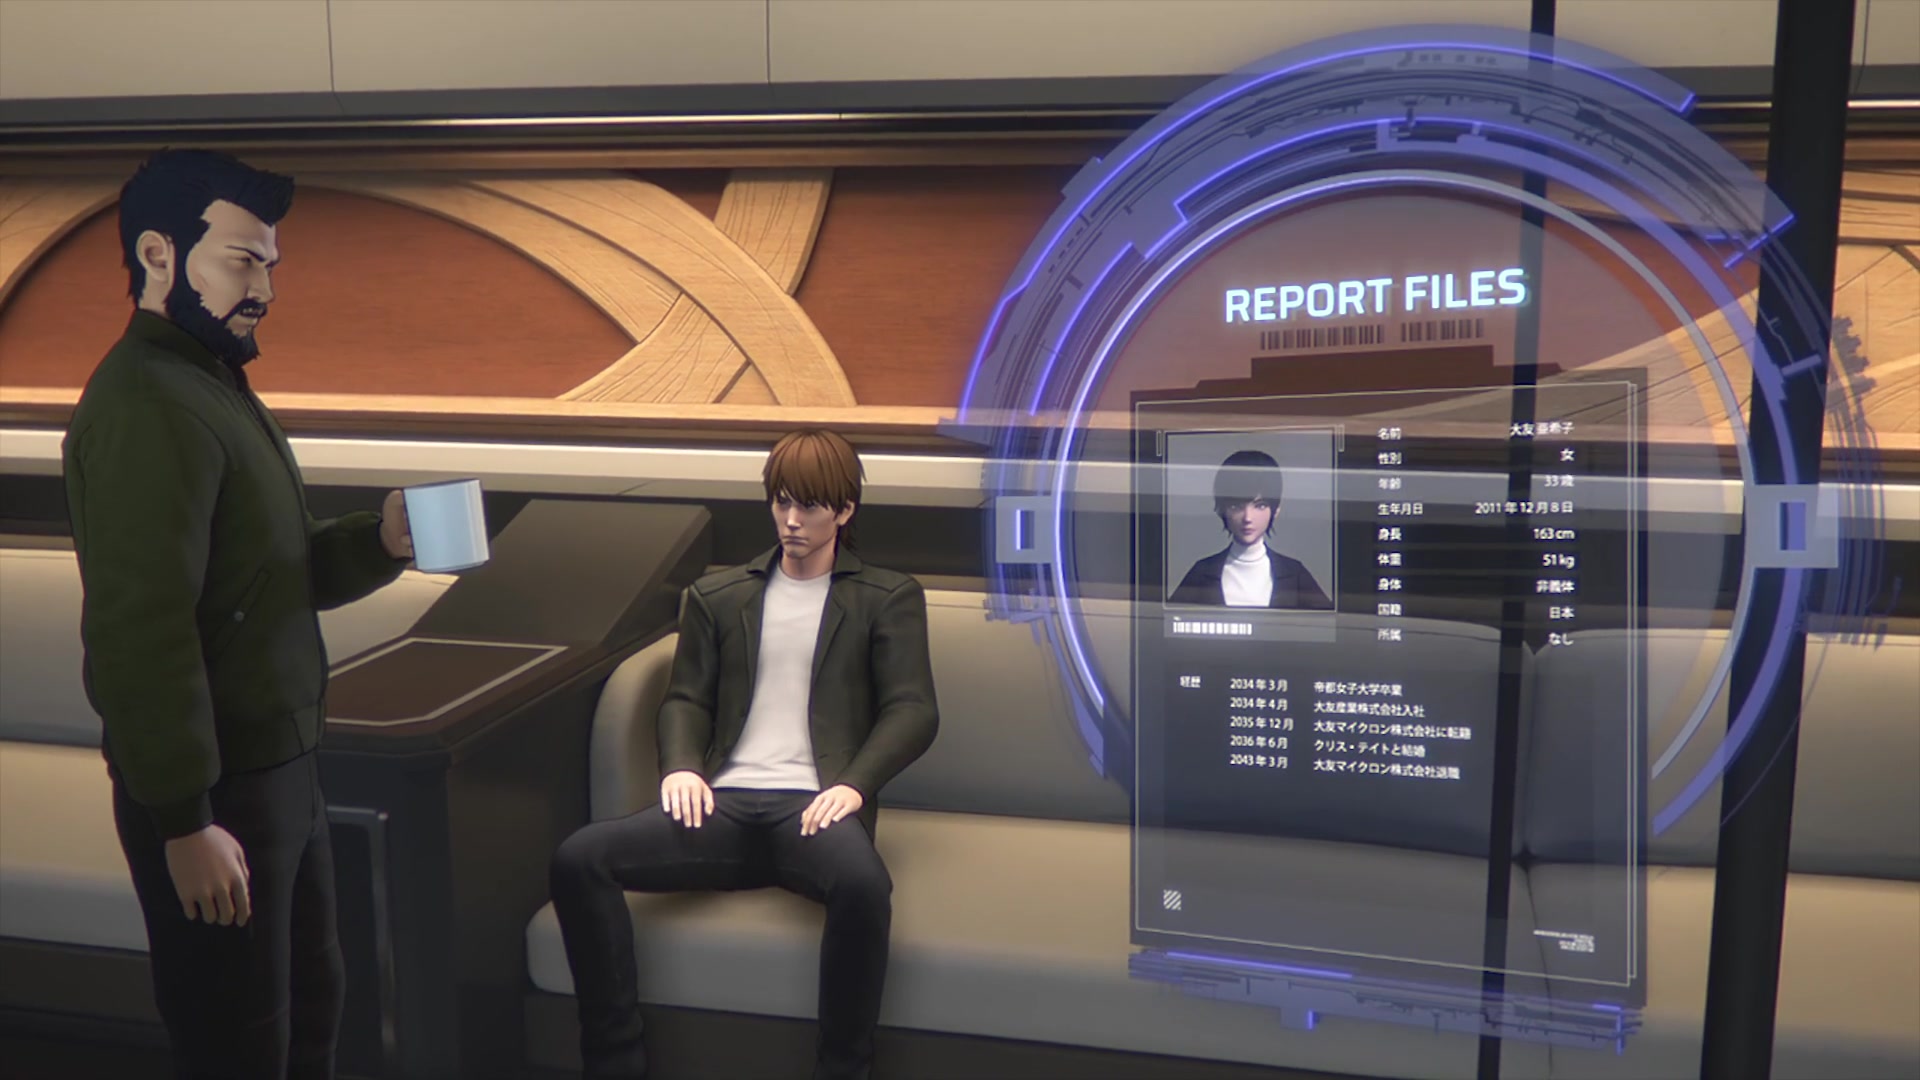 REPORT FILES
名前 大友 亜希子
性別 女
年齢 33 歳
生年月日 2011 年 12 月 8 日
身長 163 cm
体重 51 kg
身体 非義体
国籍 日本
所属 なし
経歴 2034 年 3 月 帝都女子大学卒業
2034 年 4 月 大友産業株式会社入社
2035 年 12 月 大友マイクロン株式会社に転籍
2036 年 6 月 クリス・テイトと結婚
2043 年 3 月 大友マイクロン株式会社退職